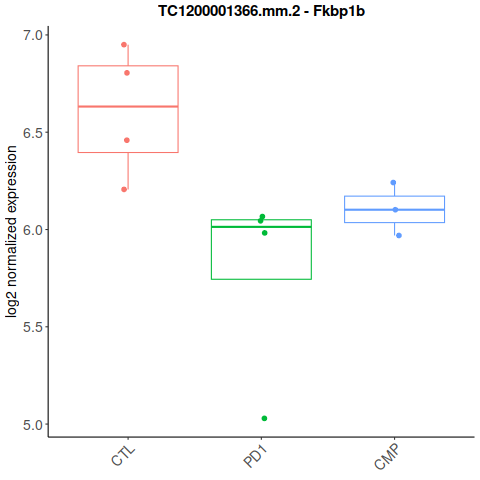 TC1200001366.mm.2 - Fkbp1b
log2 normalized expression
7.0
6.5
6.0
5.5
5.0
CTL
PD1
CMP